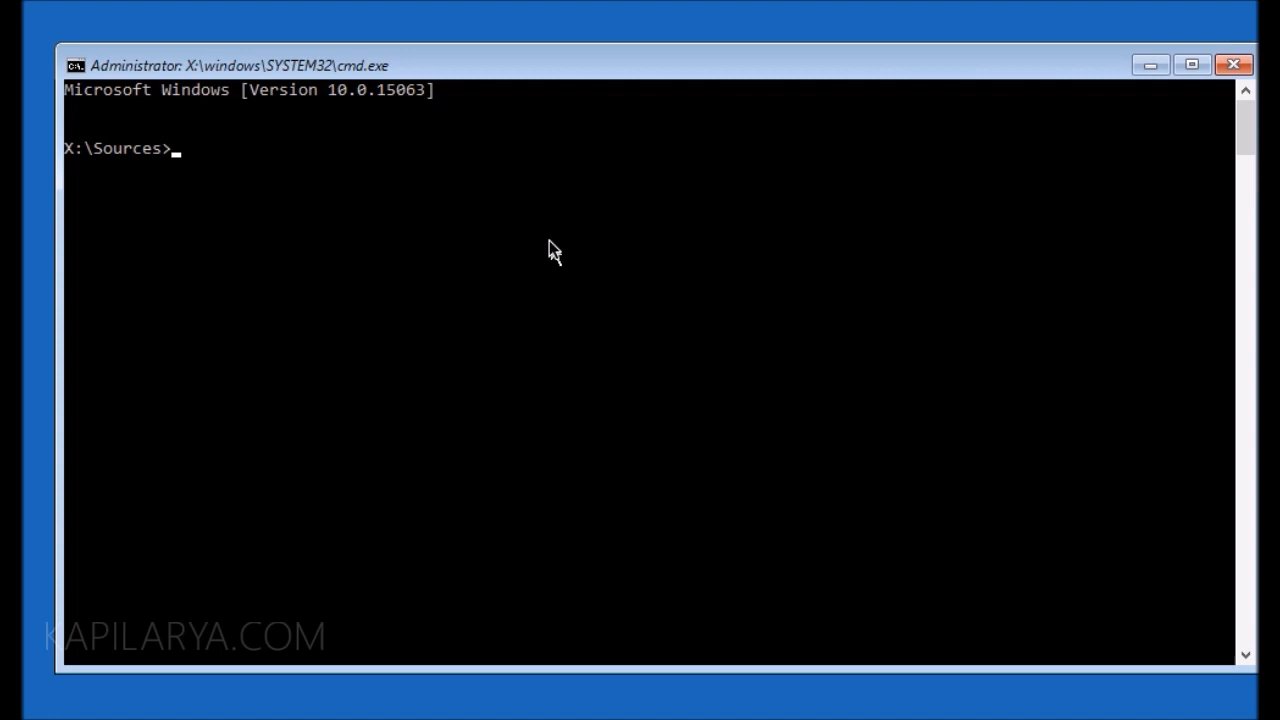 Administrator: X:\windows\SYSTEM32\cmd.exe
Microsoft Windows [Version 10.0.15063]
X:\Sources>
KAPILARYA.COM